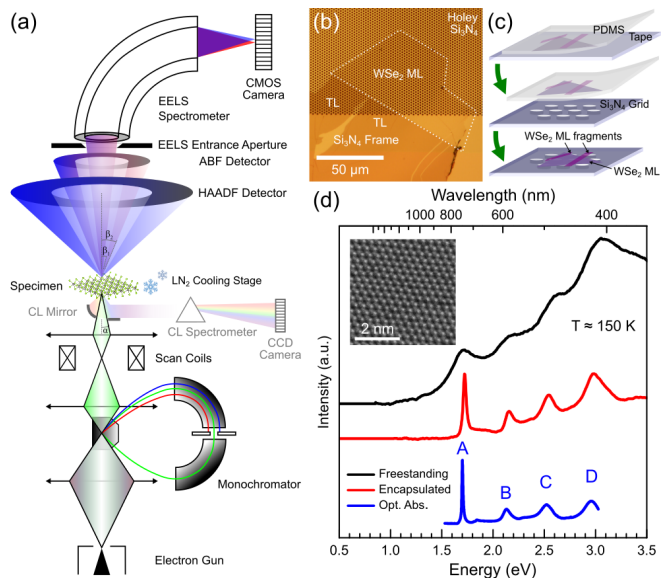 (a)
CMOS
Camera
EELS
Spectrometer
EELS Entrance Aperture
ABF Detector
HAADF Detector
β₂
β₁
Specimen
LN₂ Cooling Stage
CL Mirror
α
CL Spectrometer
CCD
Camera
Scan Coils
Monochromator
Electron Gun
(b)
Holey
Si₃N₄
WSe₂ ML
TL
TL
Si₃N₄ Frame
50 µm
(c)
PDMS
Tape
Si₃N₄ Grid
WSe₂ ML fragments
WSe₂ ML
(d)
Wavelength (nm)
1000 800 600 400
2 nm
T ≈ 150 K
Intensity (a.u.)
A
B
C
D
Freestanding
Encapsulated
Opt. Abs.
0.5 1.0 1.5 2.0 2.5 3.0 3.5
Energy (eV)